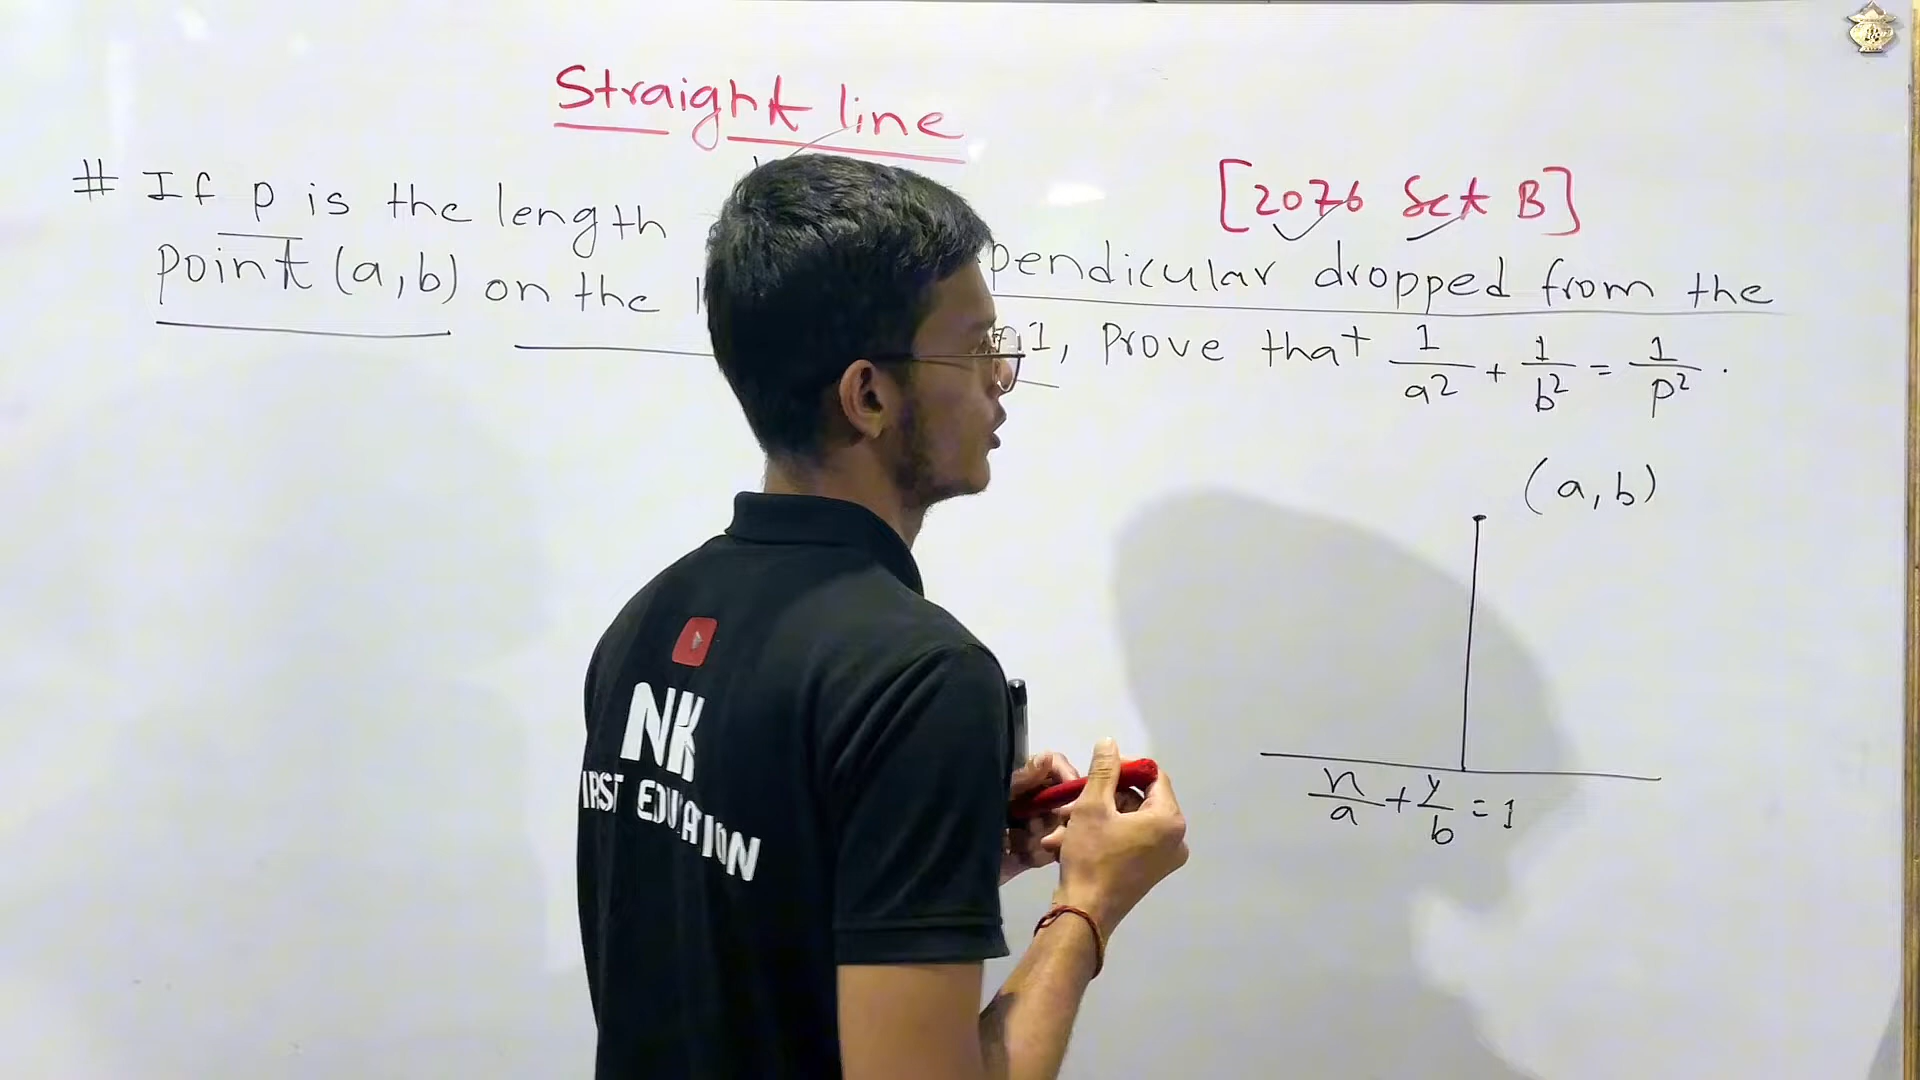 Straight line
[2076 Set B]
# If p is the length pendicular dropped from the
point (a,b) on the 1, Prove that 1/a² + 1/b² = 1/p².
(a,b)
x/a + y/b = 1
NK
IRST EDUCATION